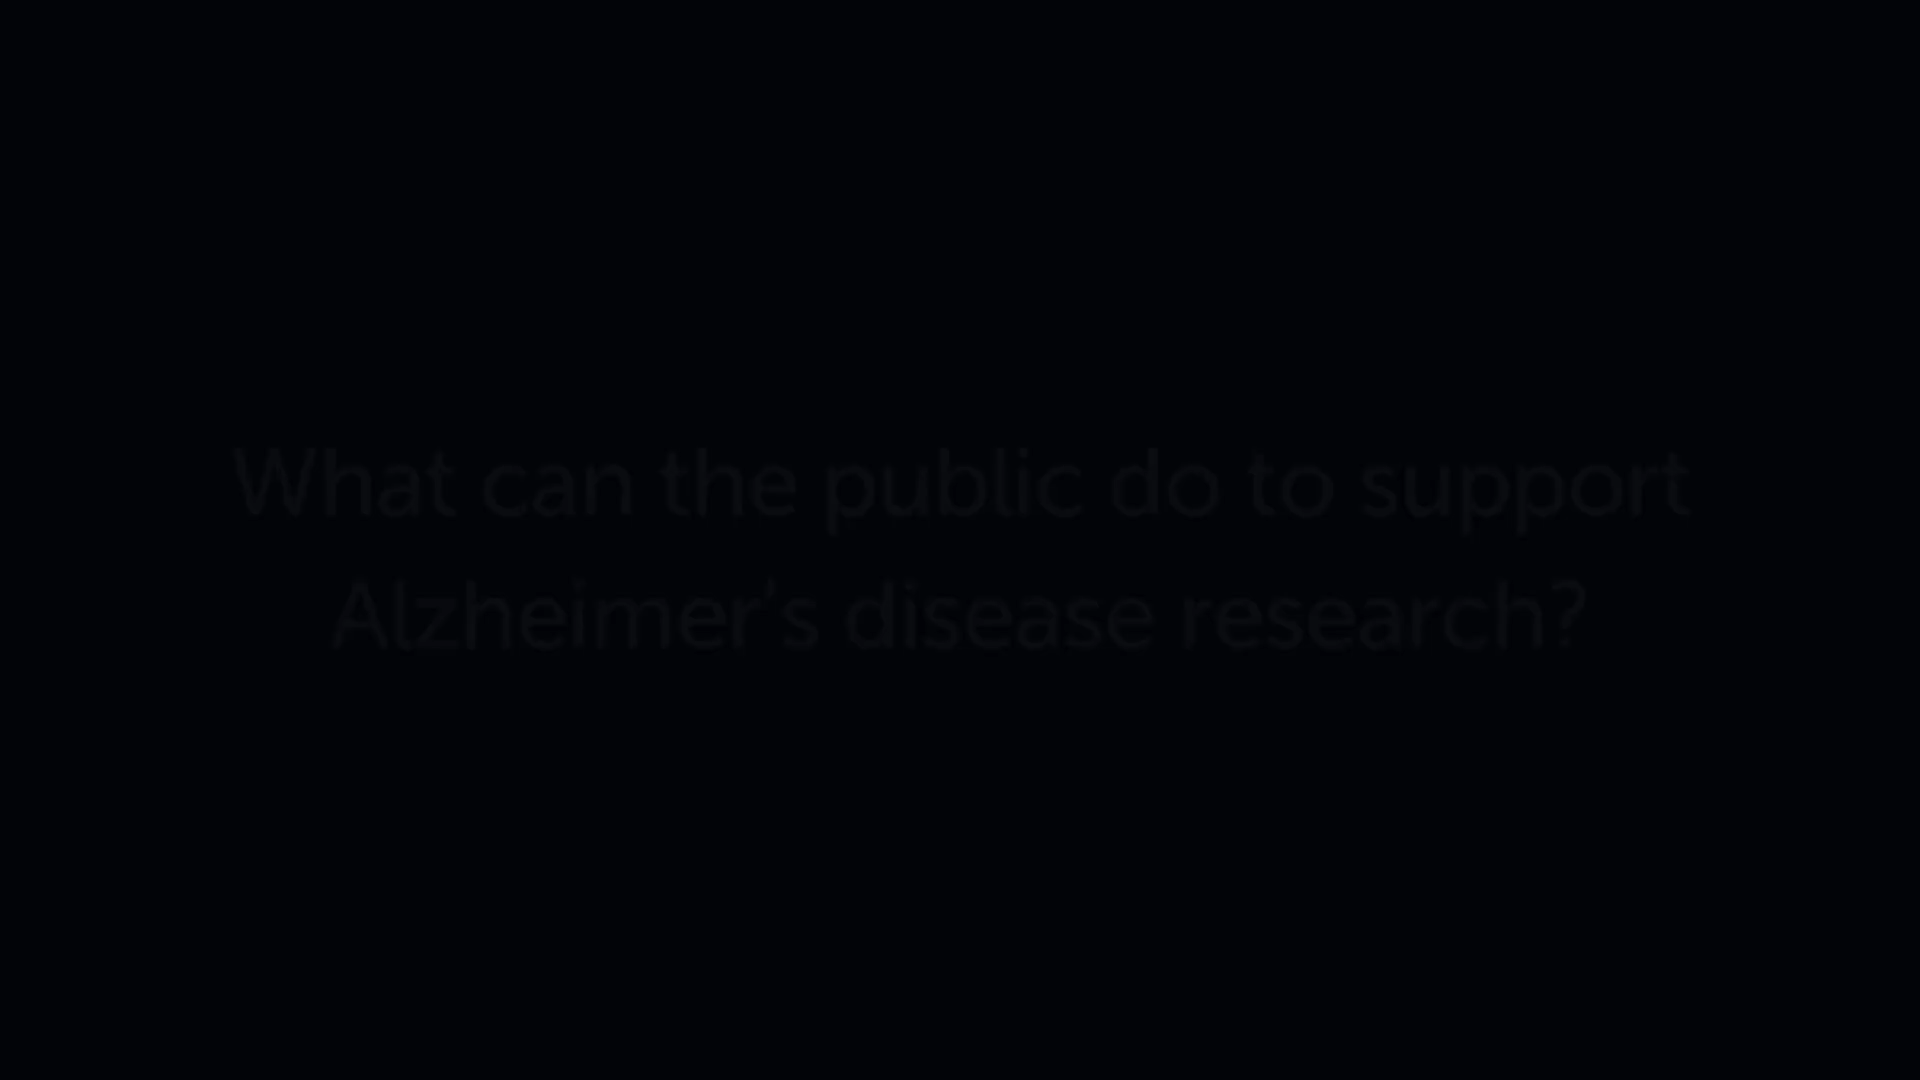 What can the public do to support
Alzheimer's disease research?